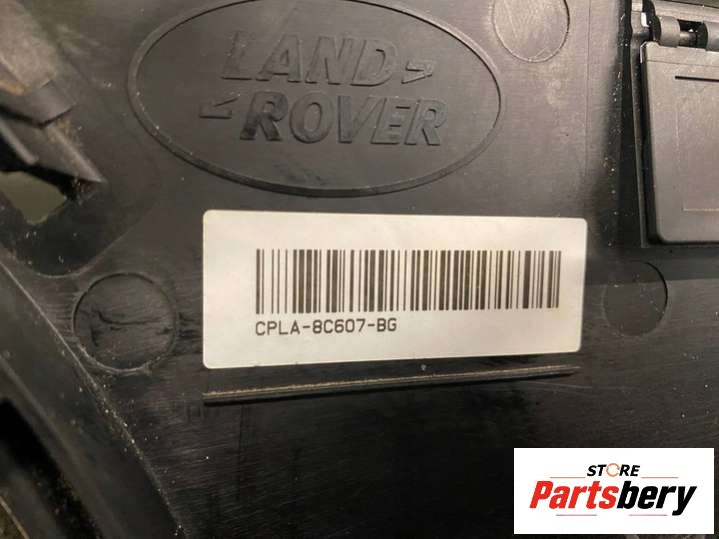 LAND
ROVER
CPLA-8C607-BG
STORE
Partsbery